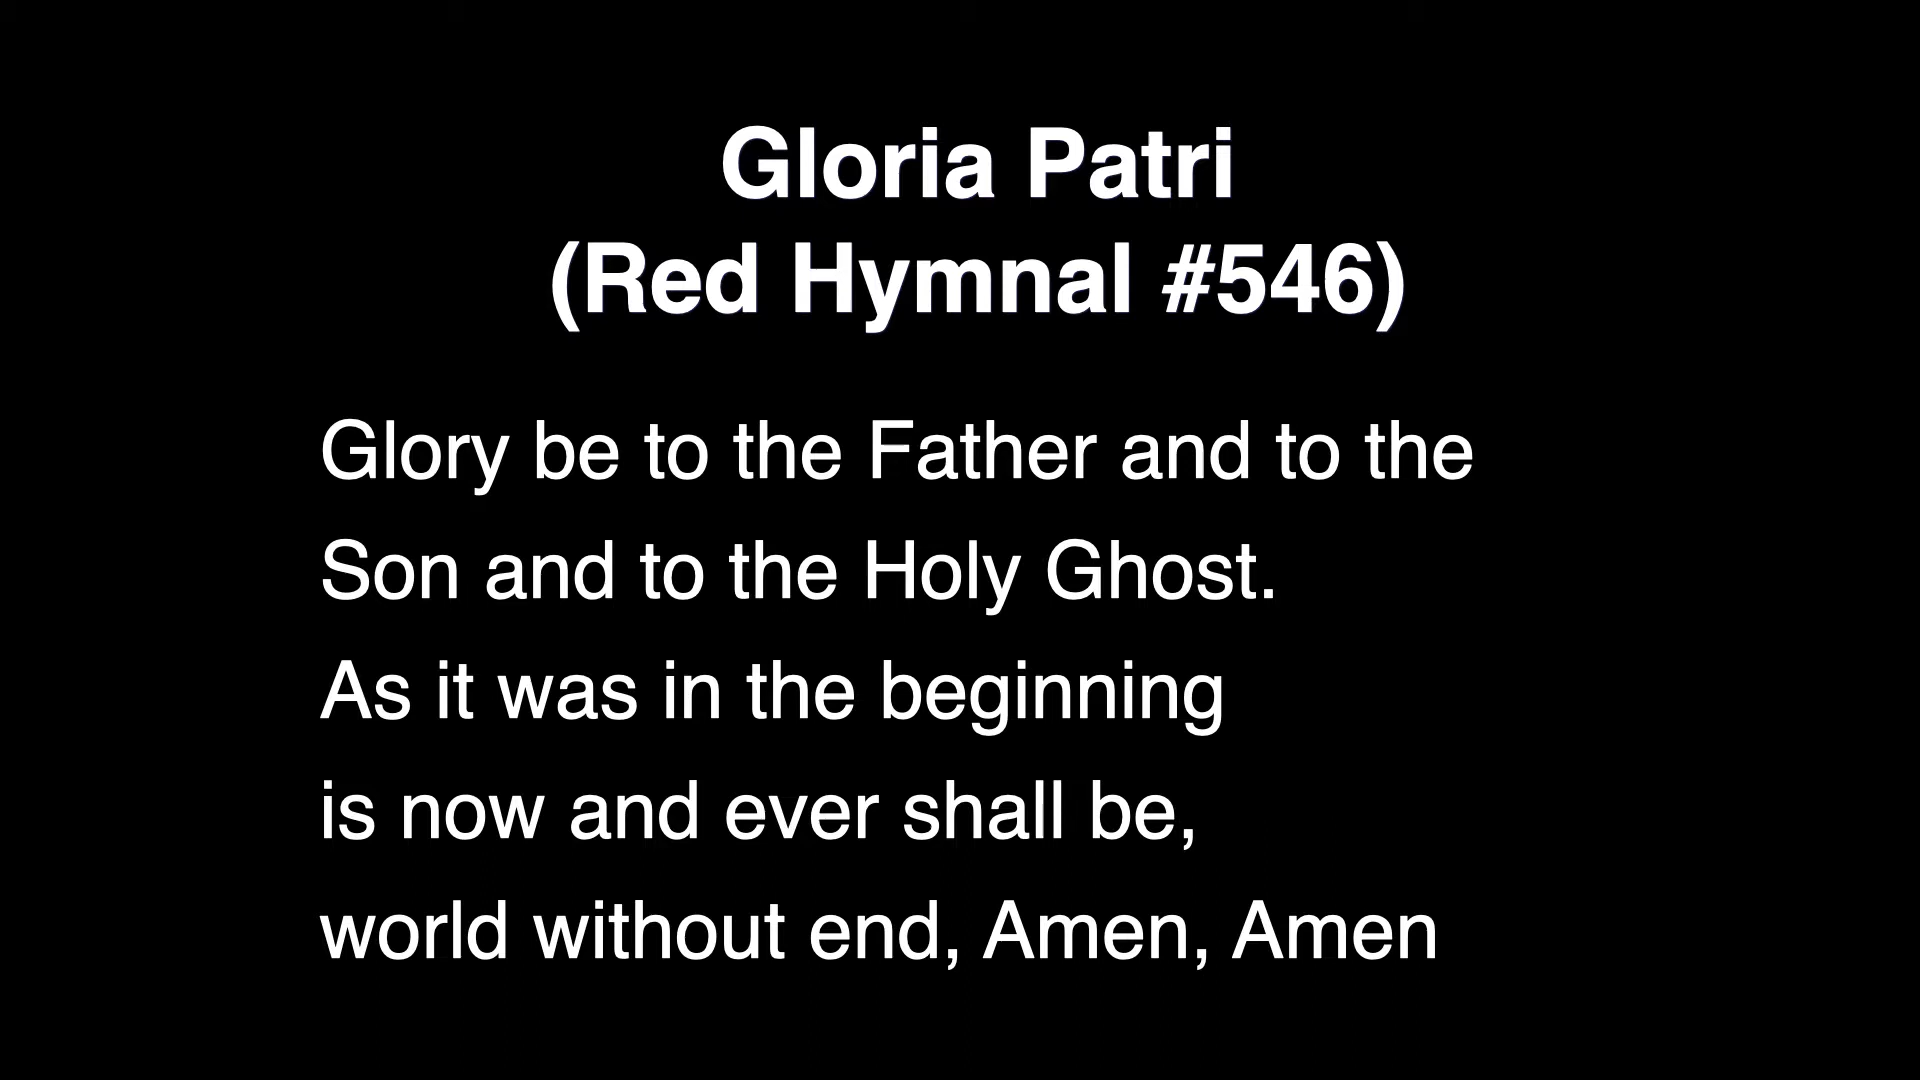 Gloria Patri
(Red Hymnal #546)
Glory be to the Father and to the
Son and to the Holy Ghost.
As it was in the beginning
is now and ever shall be,
world without end, Amen, Amen